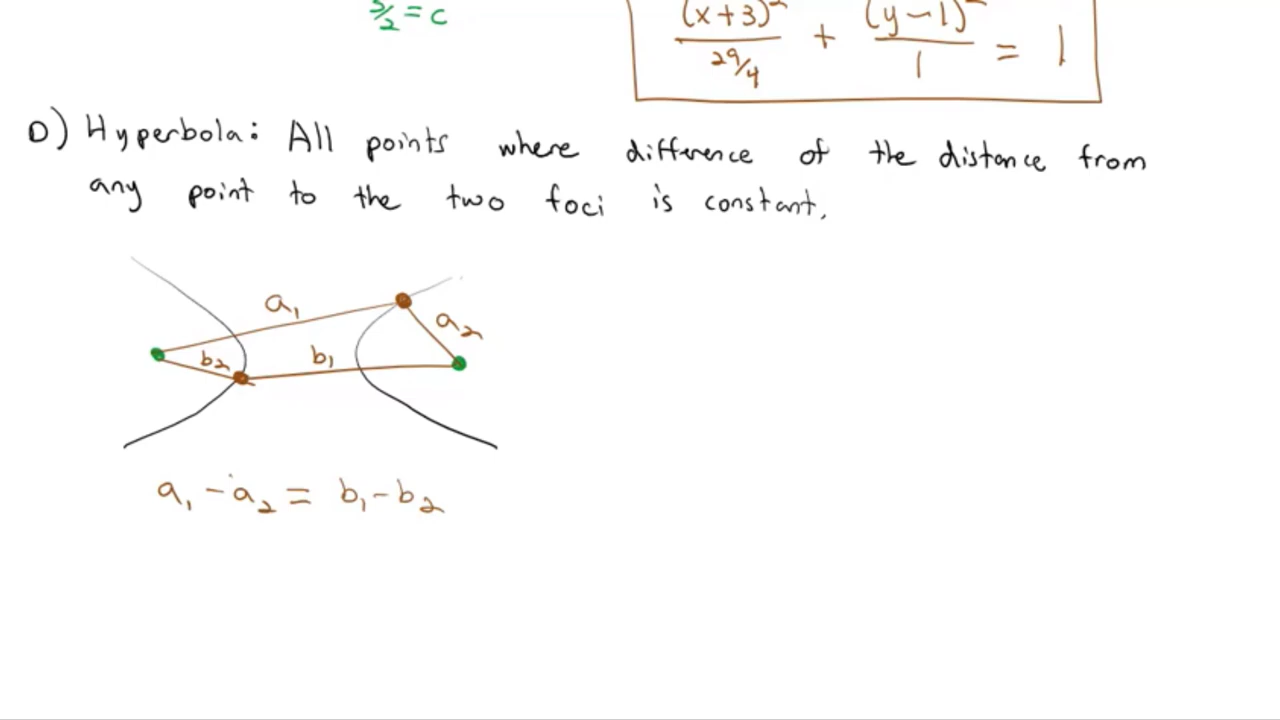 5/2 = c
(x+3)² / 29/4 + (y-1)² / 1 = 1
D) Hyperbola: All points where difference of the distance from
any point to the two foci is constant.
a₁
a₂
b₂
b₁
a₁ - a₂ = b₁ - b₂